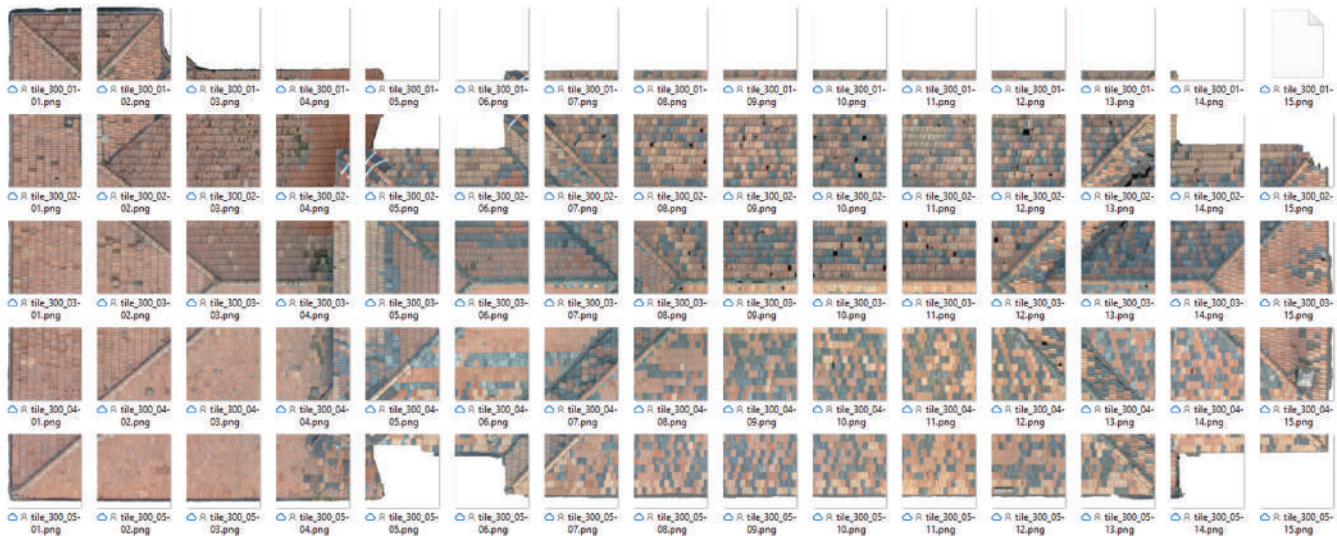 tile_300_01- tile_300_01- tile_300_01- tile_300_01- tile_300_01- tile_300_01- tile_300_01- tile_300_01- tile_300_01- tile_300_01- tile_300_01- tile_300_01- tile_300_01- tile_300_01- tile_300_01-
01.png 02.png 03.png 04.png 05.png 06.png 07.png 08.png 09.png 10.png 11.png 12.png 13.png 14.png 15.png
tile_300_02- tile_300_02- tile_300_02- tile_300_02- tile_300_02- tile_300_02- tile_300_02- tile_300_02- tile_300_02- tile_300_02- tile_300_02- tile_300_02- tile_300_02- tile_300_02- tile_300_02-
01.png 02.png 03.png 04.png 05.png 06.png 07.png 08.png 09.png 10.png 11.png 12.png 13.png 14.png 15.png
tile_300_03- tile_300_03- tile_300_03- tile_300_03- tile_300_03- tile_300_03- tile_300_03- tile_300_03- tile_300_03- tile_300_03- tile_300_03- tile_300_03- tile_300_03- tile_300_03- tile_300_03-
01.png 02.png 03.png 04.png 05.png 06.png 07.png 08.png 09.png 10.png 11.png 12.png 13.png 14.png 15.png
tile_300_04- tile_300_04- tile_300_04- tile_300_04- tile_300_04- tile_300_04- tile_300_04- tile_300_04- tile_300_04- tile_300_04- tile_300_04- tile_300_04- tile_300_04- tile_300_04- tile_300_04-
01.png 02.png 03.png 04.png 05.png 06.png 07.png 08.png 09.png 10.png 11.png 12.png 13.png 14.png 15.png
tile_300_05- tile_300_05- tile_300_05- tile_300_05- tile_300_05- tile_300_05- tile_300_05- tile_300_05- tile_300_05- tile_300_05- tile_300_05- tile_300_05- tile_300_05- tile_300_05- tile_300_05-
01.png 02.png 03.png 04.png 05.png 06.png 07.png 08.png 09.png 10.png 11.png 12.png 13.png 14.png 15.png